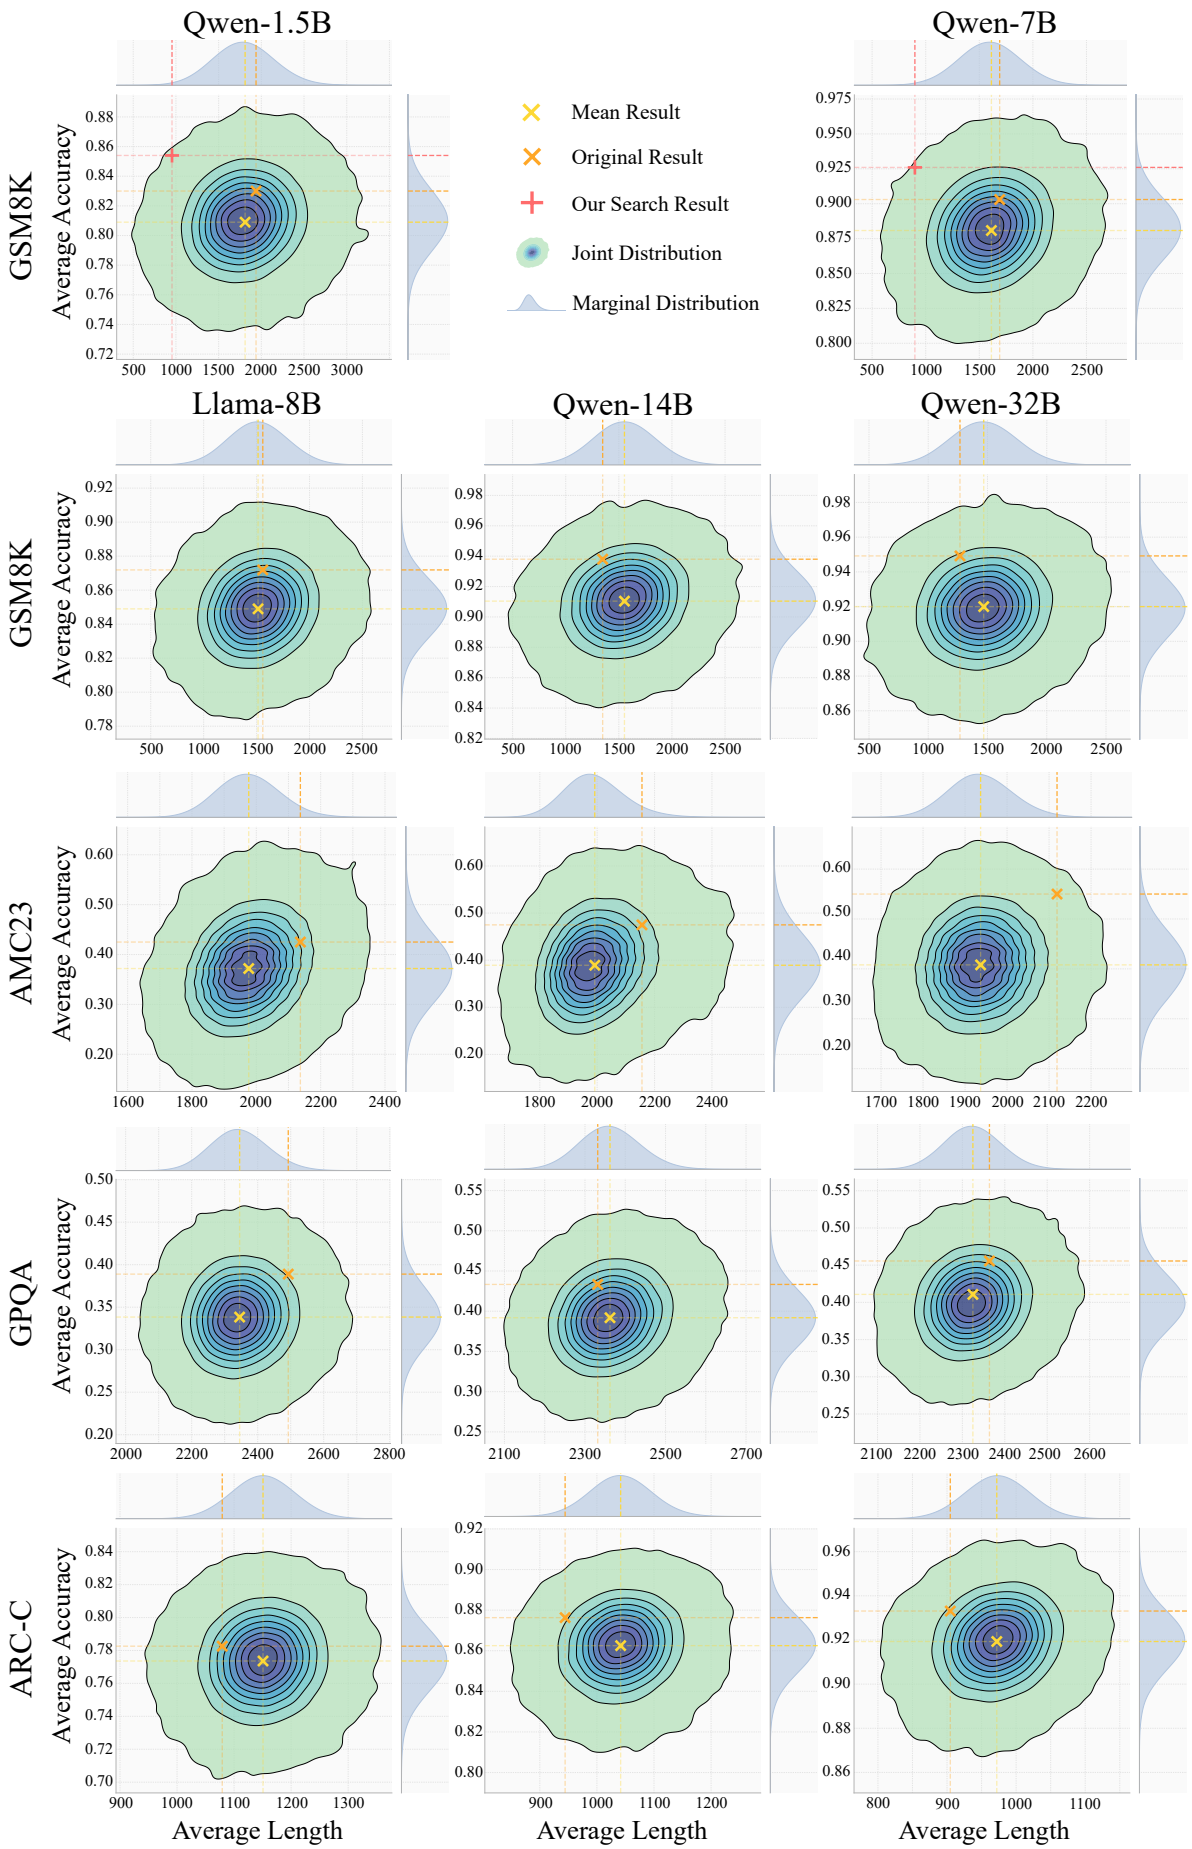 Qwen-1.5B
Qwen-7B
GSM8K
Average Accuracy
0.88
0.86
0.84
0.82
0.80
0.78
0.76
0.74
0.72
500 1000 1500 2000 2500 3000
Mean Result
Original Result
Our Search Result
Joint Distribution
Marginal Distribution
0.975
0.950
0.925
0.900
0.875
0.850
0.825
0.800
500 1000 1500 2000 2500
Llama-8B
Qwen-14B
Qwen-32B
GSM8K
Average Accuracy
0.92
0.90
0.88
0.86
0.84
0.82
0.80
0.78
500 1000 1500 2000 2500
0.98
0.96
0.94
0.92
0.90
0.88
0.86
0.84
0.82
500 1000 1500 2000 2500
0.98
0.96
0.94
0.92
0.90
0.88
0.86
500 1000 1500 2000 2500
AMC23
Average Accuracy
0.60
0.50
0.40
0.30
0.20
1600 1800 2000 2200 2400
0.60
0.50
0.40
0.30
0.20
1800 2000 2200 2400
0.60
0.50
0.40
0.30
0.20
1700 1800 1900 2000 2100 2200
GPQA
Average Accuracy
0.50
0.45
0.40
0.35
0.30
0.25
0.20
2000 2200 2400 2600 2800
0.55
0.50
0.45
0.40
0.35
0.30
0.25
2100 2300 2500 2700
0.55
0.50
0.45
0.40
0.35
0.30
0.25
2100 2200 2300 2400 2500 2600
ARC-C
Average Accuracy
0.84
0.82
0.80
0.78
0.76
0.74
0.72
0.70
900 1000 1100 1200 1300
0.92
0.90
0.88
0.86
0.84
0.82
0.80
900 1000 1100 1200
0.96
0.94
0.92
0.90
0.88
0.86
800 900 1000 1100
Average Length
Average Length
Average Length